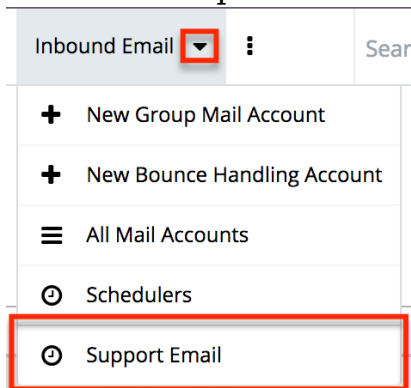 Inbound Email
Sear
New Group Mail Account
New Bounce Handling Account
All Mail Accounts
Schedulers
Support Email